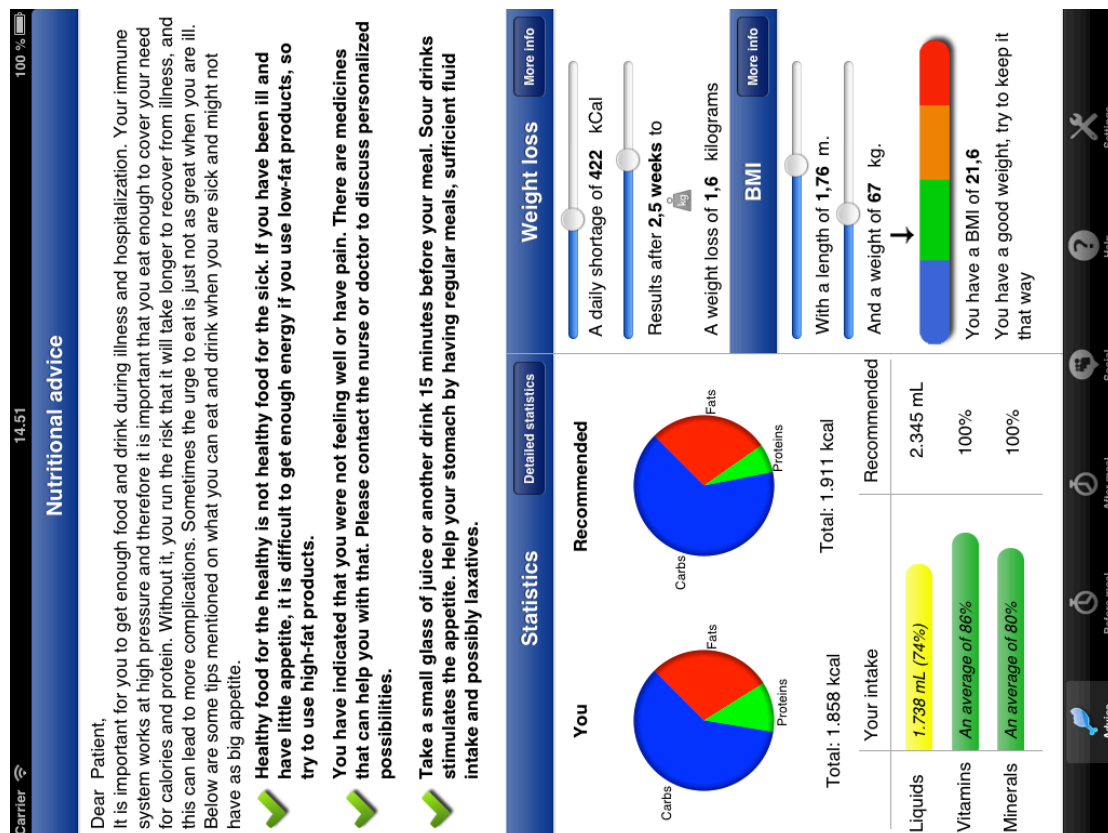 Carrier 14.51 100 %
Nutritional advice
Dear Patient,
It is important for you to get enough food and drink during illness and hospitalization. Your immune
system works at high pressure and therefore it is important that you eat enough to cover your need
for calories and protein. Without it, you run the risk that it will take longer to recover from illness, and
this can lead to more complications. Sometimes the urge to eat is just not as great when you are ill.
Below are some tips mentioned on what you can eat and drink when you are sick and might not
have as big appetite.
Healthy food for the healthy is not healthy food for the sick. If you have been ill and
have little appetite, it is difficult to get enough energy if you use low-fat products, so
try to use high-fat products.
You have indicated that you were not feeling well or have pain. There are medicines
that can help you with that. Please contact the nurse or doctor to discuss personalized
possibilities.
Take a small glass of juice or another drink 15 minutes before your meal. Sour drinks
stimulates the appetite. Help your stomach by having regular meals, sufficient fluid
intake and possibly laxatives.
Statistics
Detailed statistics
You
Carbs
Fats
Proteins
Total: 1.858 kcal
Recommended
Carbs
Fats
Proteins
Total: 1.911 kcal
Your intake Recommended
Liquids 1.738 mL (74%) 2.345 mL
Vitamins An average of 86% 100%
Minerals An average of 80% 100%
Weight loss
More info
A daily shortage of 422 kCal
Results after 2,5 weeks to
kg
A weight loss of 1,6 kilograms
BMI
More info
With a length of 1,76 m.
And a weight of 67 kg.
You have a BMI of 21,6
You have a good weight, try to keep it
that way